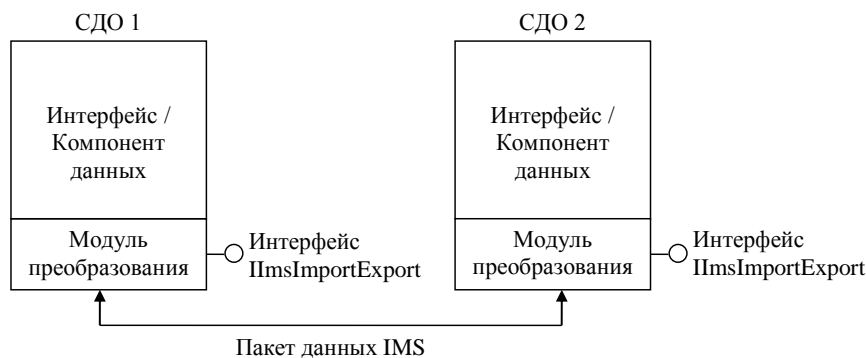 СДО 1
СДО 2
Интерфейс /
Компонент
данных
Интерфейс /
Компонент
данных
Модуль
преобразования
Интерфейс
IImsImportExport
Модуль
преобразования
Интерфейс
IImsImportExport
Пакет данных IMS